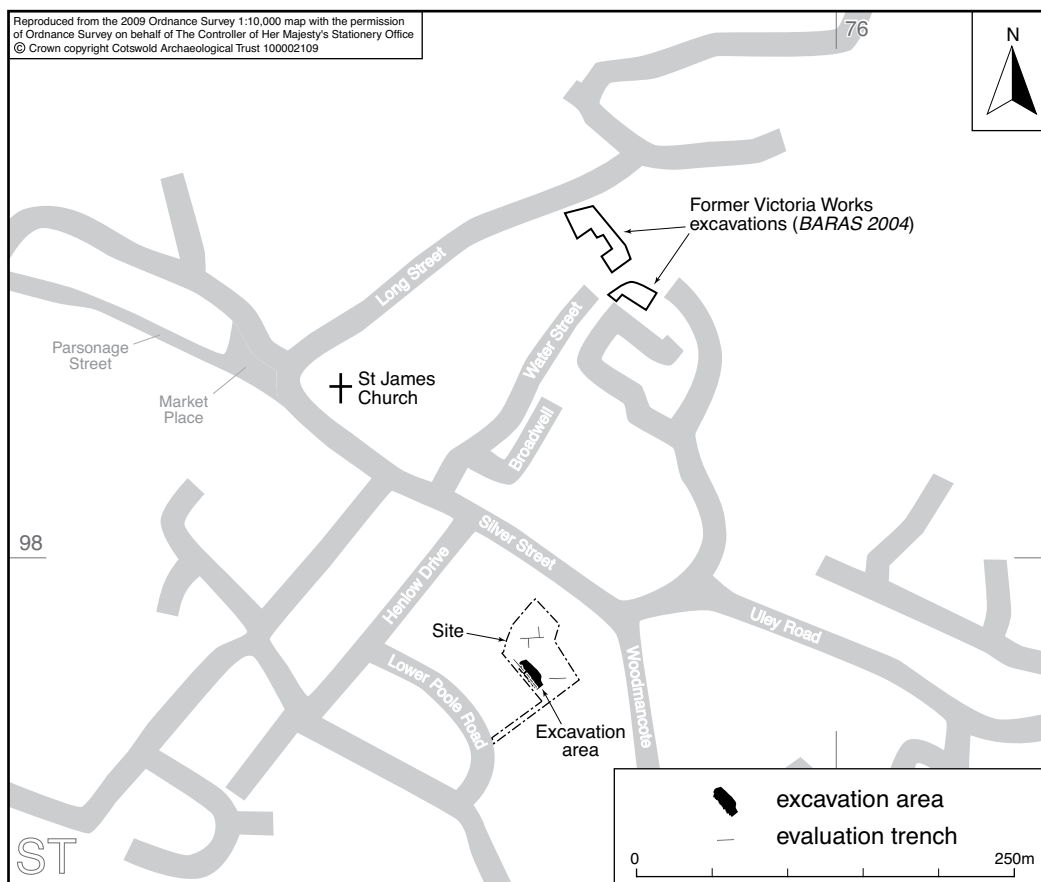 Reproduced from the 2009 Ordnance Survey 1:10,000 map with the permission
of Ordnance Survey on behalf of The Controller of Her Majesty's Stationery Office
© Crown copyright Cotswold Archaeological Trust 100002109
76
N
Former Victoria Works
excavations (BARAS 2004)
Long Street
Water Street
Parsonage
Street
Market
Place
St James
Church
Broadwell
98
Silver Street
Henlow Drive
Uley Road
Site
Woodmancote
Lower Poole Road
Excavation
area
excavation area
evaluation trench
0
250m
ST